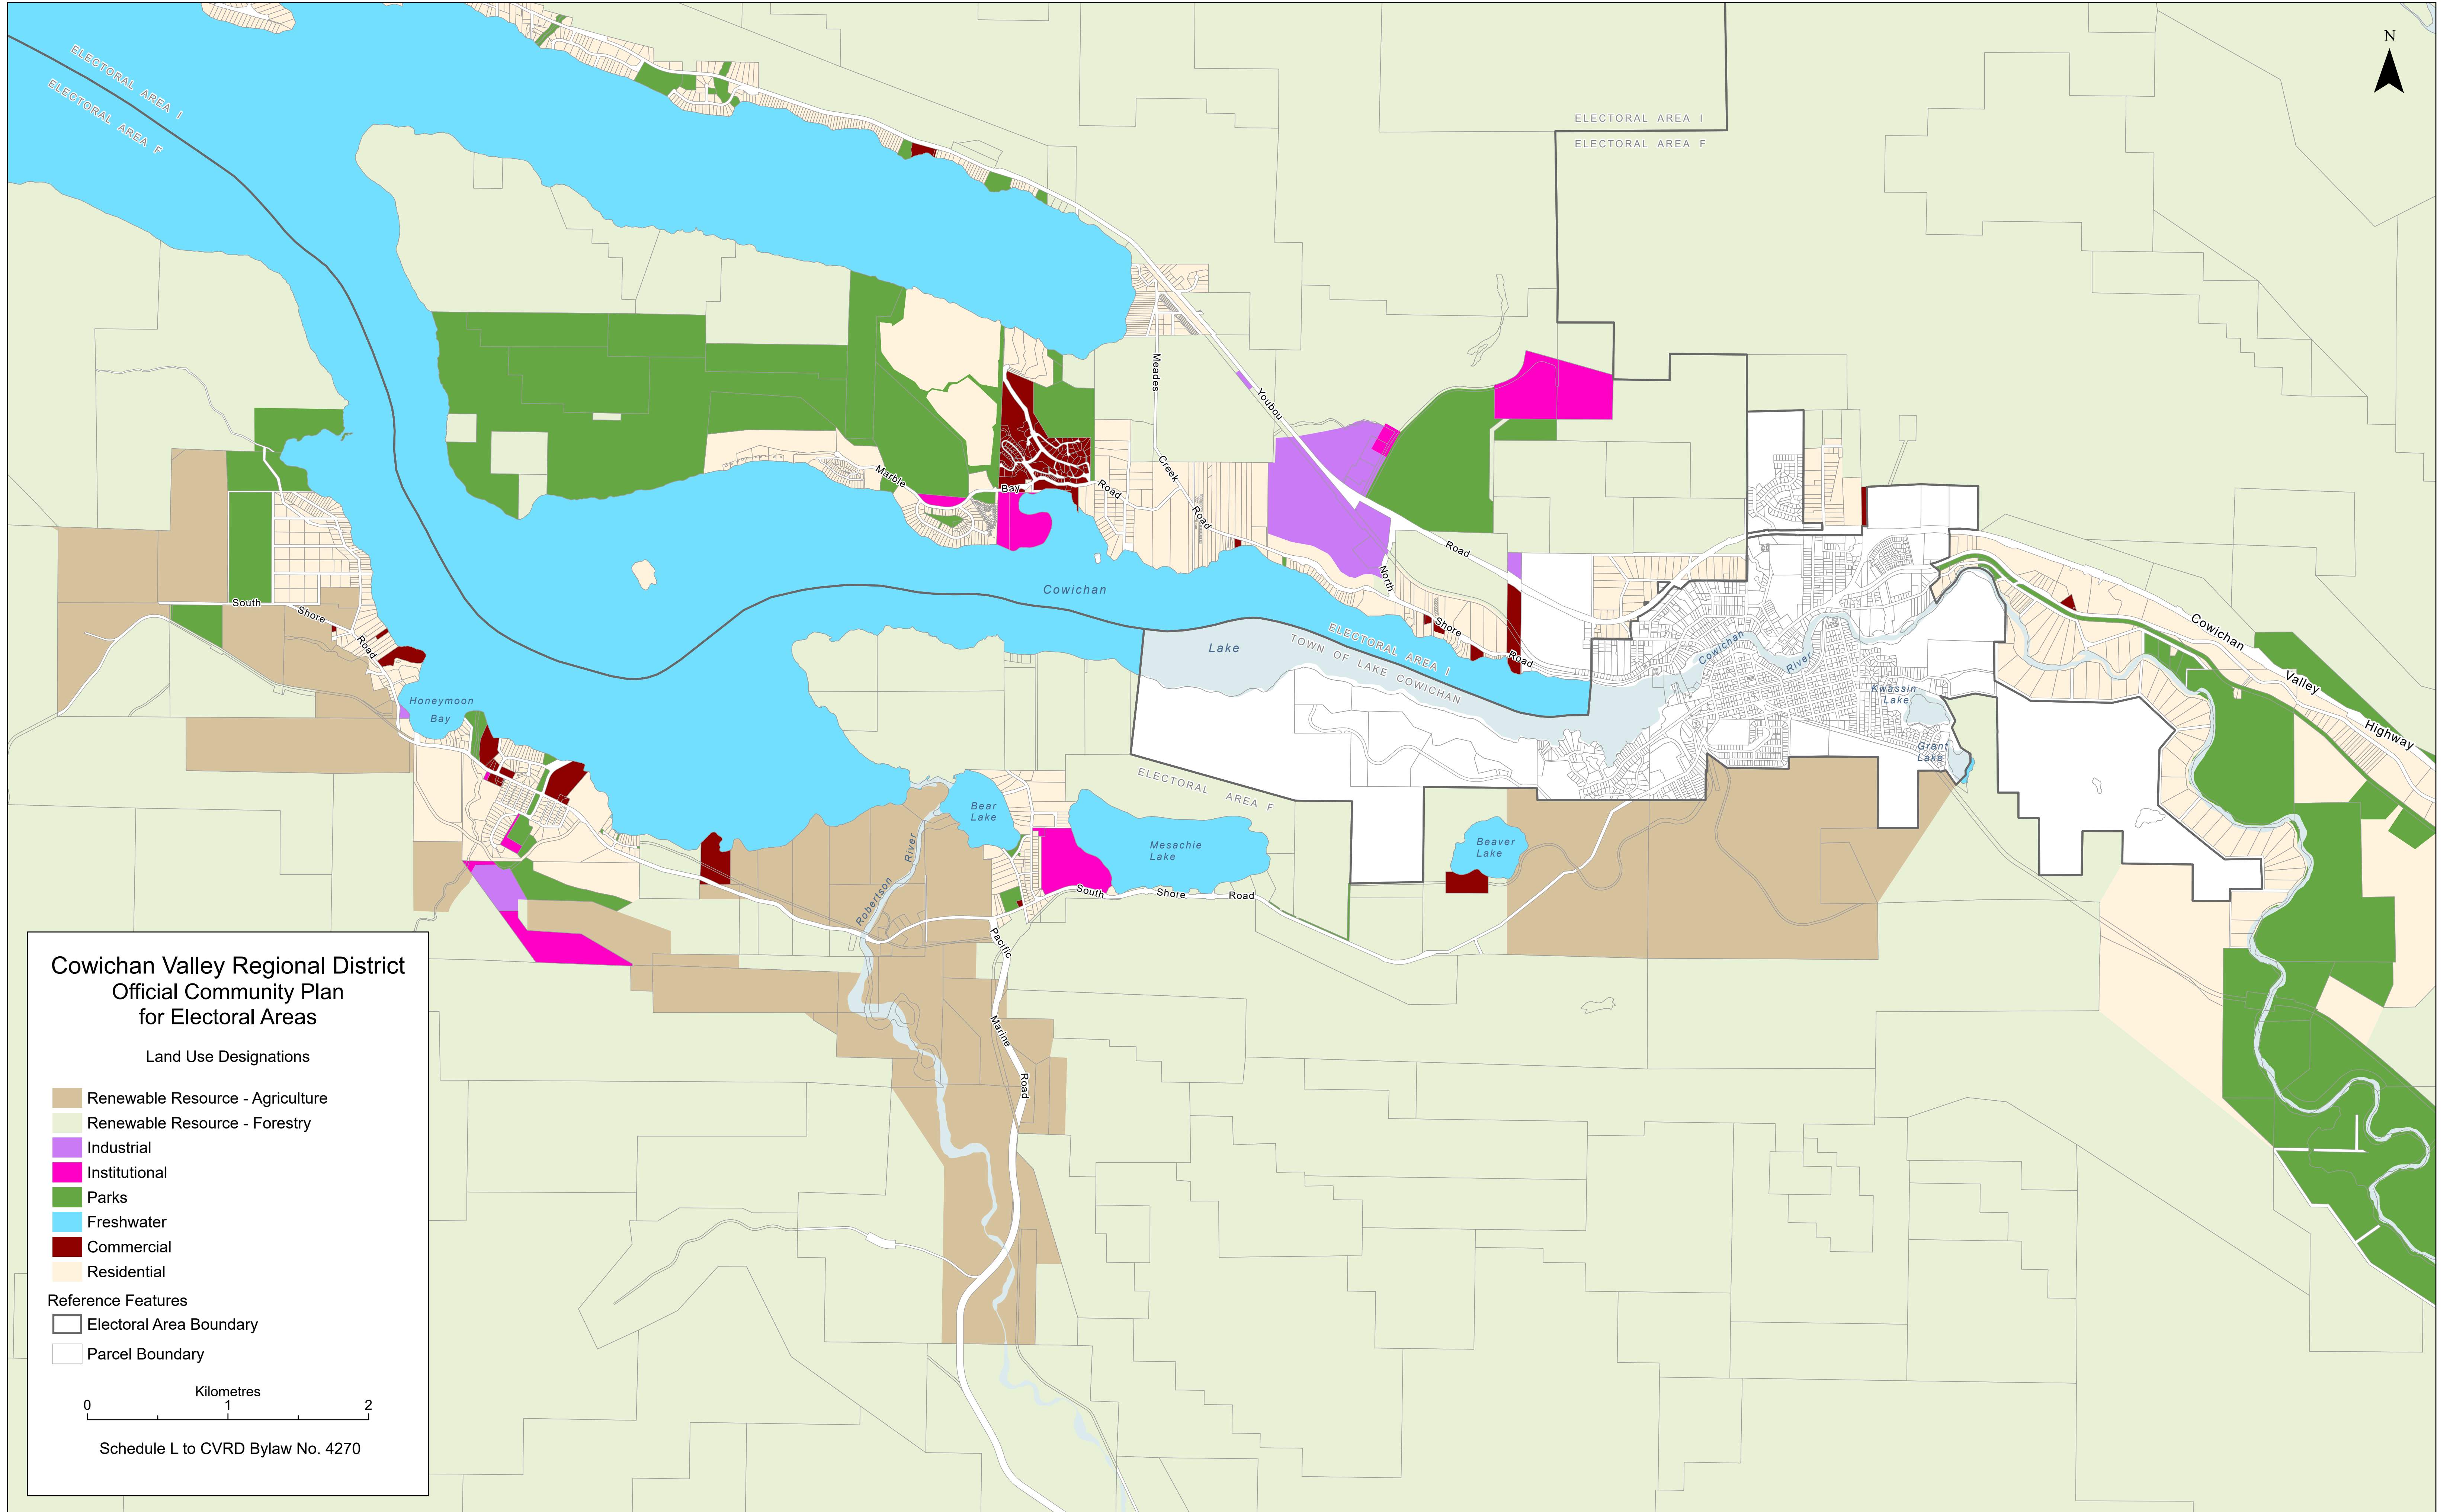 N
ELECTORAL AREA I
ELECTORAL AREA F
ELECTORAL AREA I
ELECTORAL AREA F
Meades
Creek
Road
Youbou
Road
Marble
Bay
Road
North
Shore
Road
South
Shore
Road
Cowichan
Lake
ELECTORAL AREA I
TOWN OF LAKE COWICHAN
Cowichan
River
Kwassin
Lake
Grant
Lake
Cowichan
Valley
Highway
Honeymoon
Bay
ELECTORAL AREA F
Bear
Lake
Mesachie
Lake
Beaver
Lake
Robertson
River
South
Shore
Road
Pacific
Marine
Road
Cowichan Valley Regional District
Official Community Plan
for Electoral Areas
Land Use Designations
Renewable Resource - Agriculture
Renewable Resource - Forestry
Industrial
Institutional
Parks
Freshwater
Commercial
Residential
Reference Features
Electoral Area Boundary
Parcel Boundary
Kilometres
0 1 2
Schedule L to CVRD Bylaw No. 4270